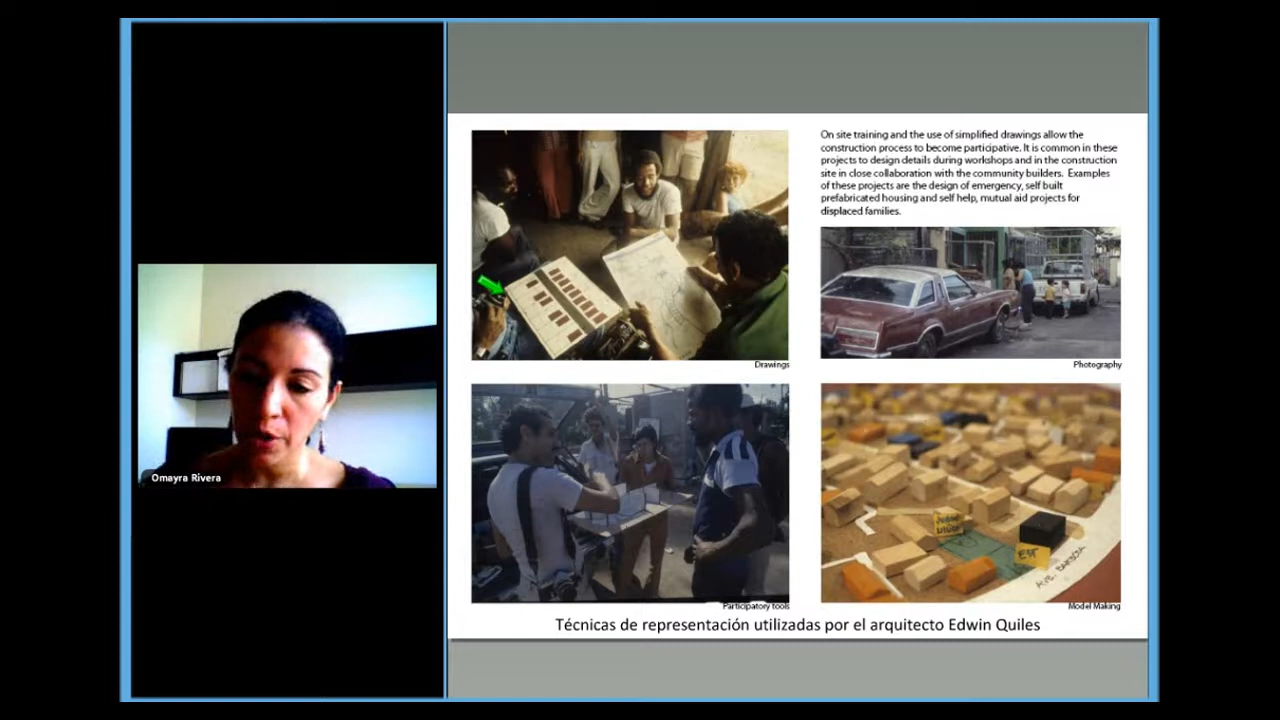 On site training and the use of simplified drawings allow the
construction process to become participative. It is common in these
projects to design details during workshops and in the construction
site in close collaboration with the community builders. Examples
of these projects are the design of emergency, self built
prefabricated housing and self help, mutual aid projects for
displaced families.
Drawings
Photography
Omayra Rivera
EST
AVE. BARBOSA
Participatory tools
Model Making
Técnicas de representación utilizadas por el arquitecto Edwin Quiles